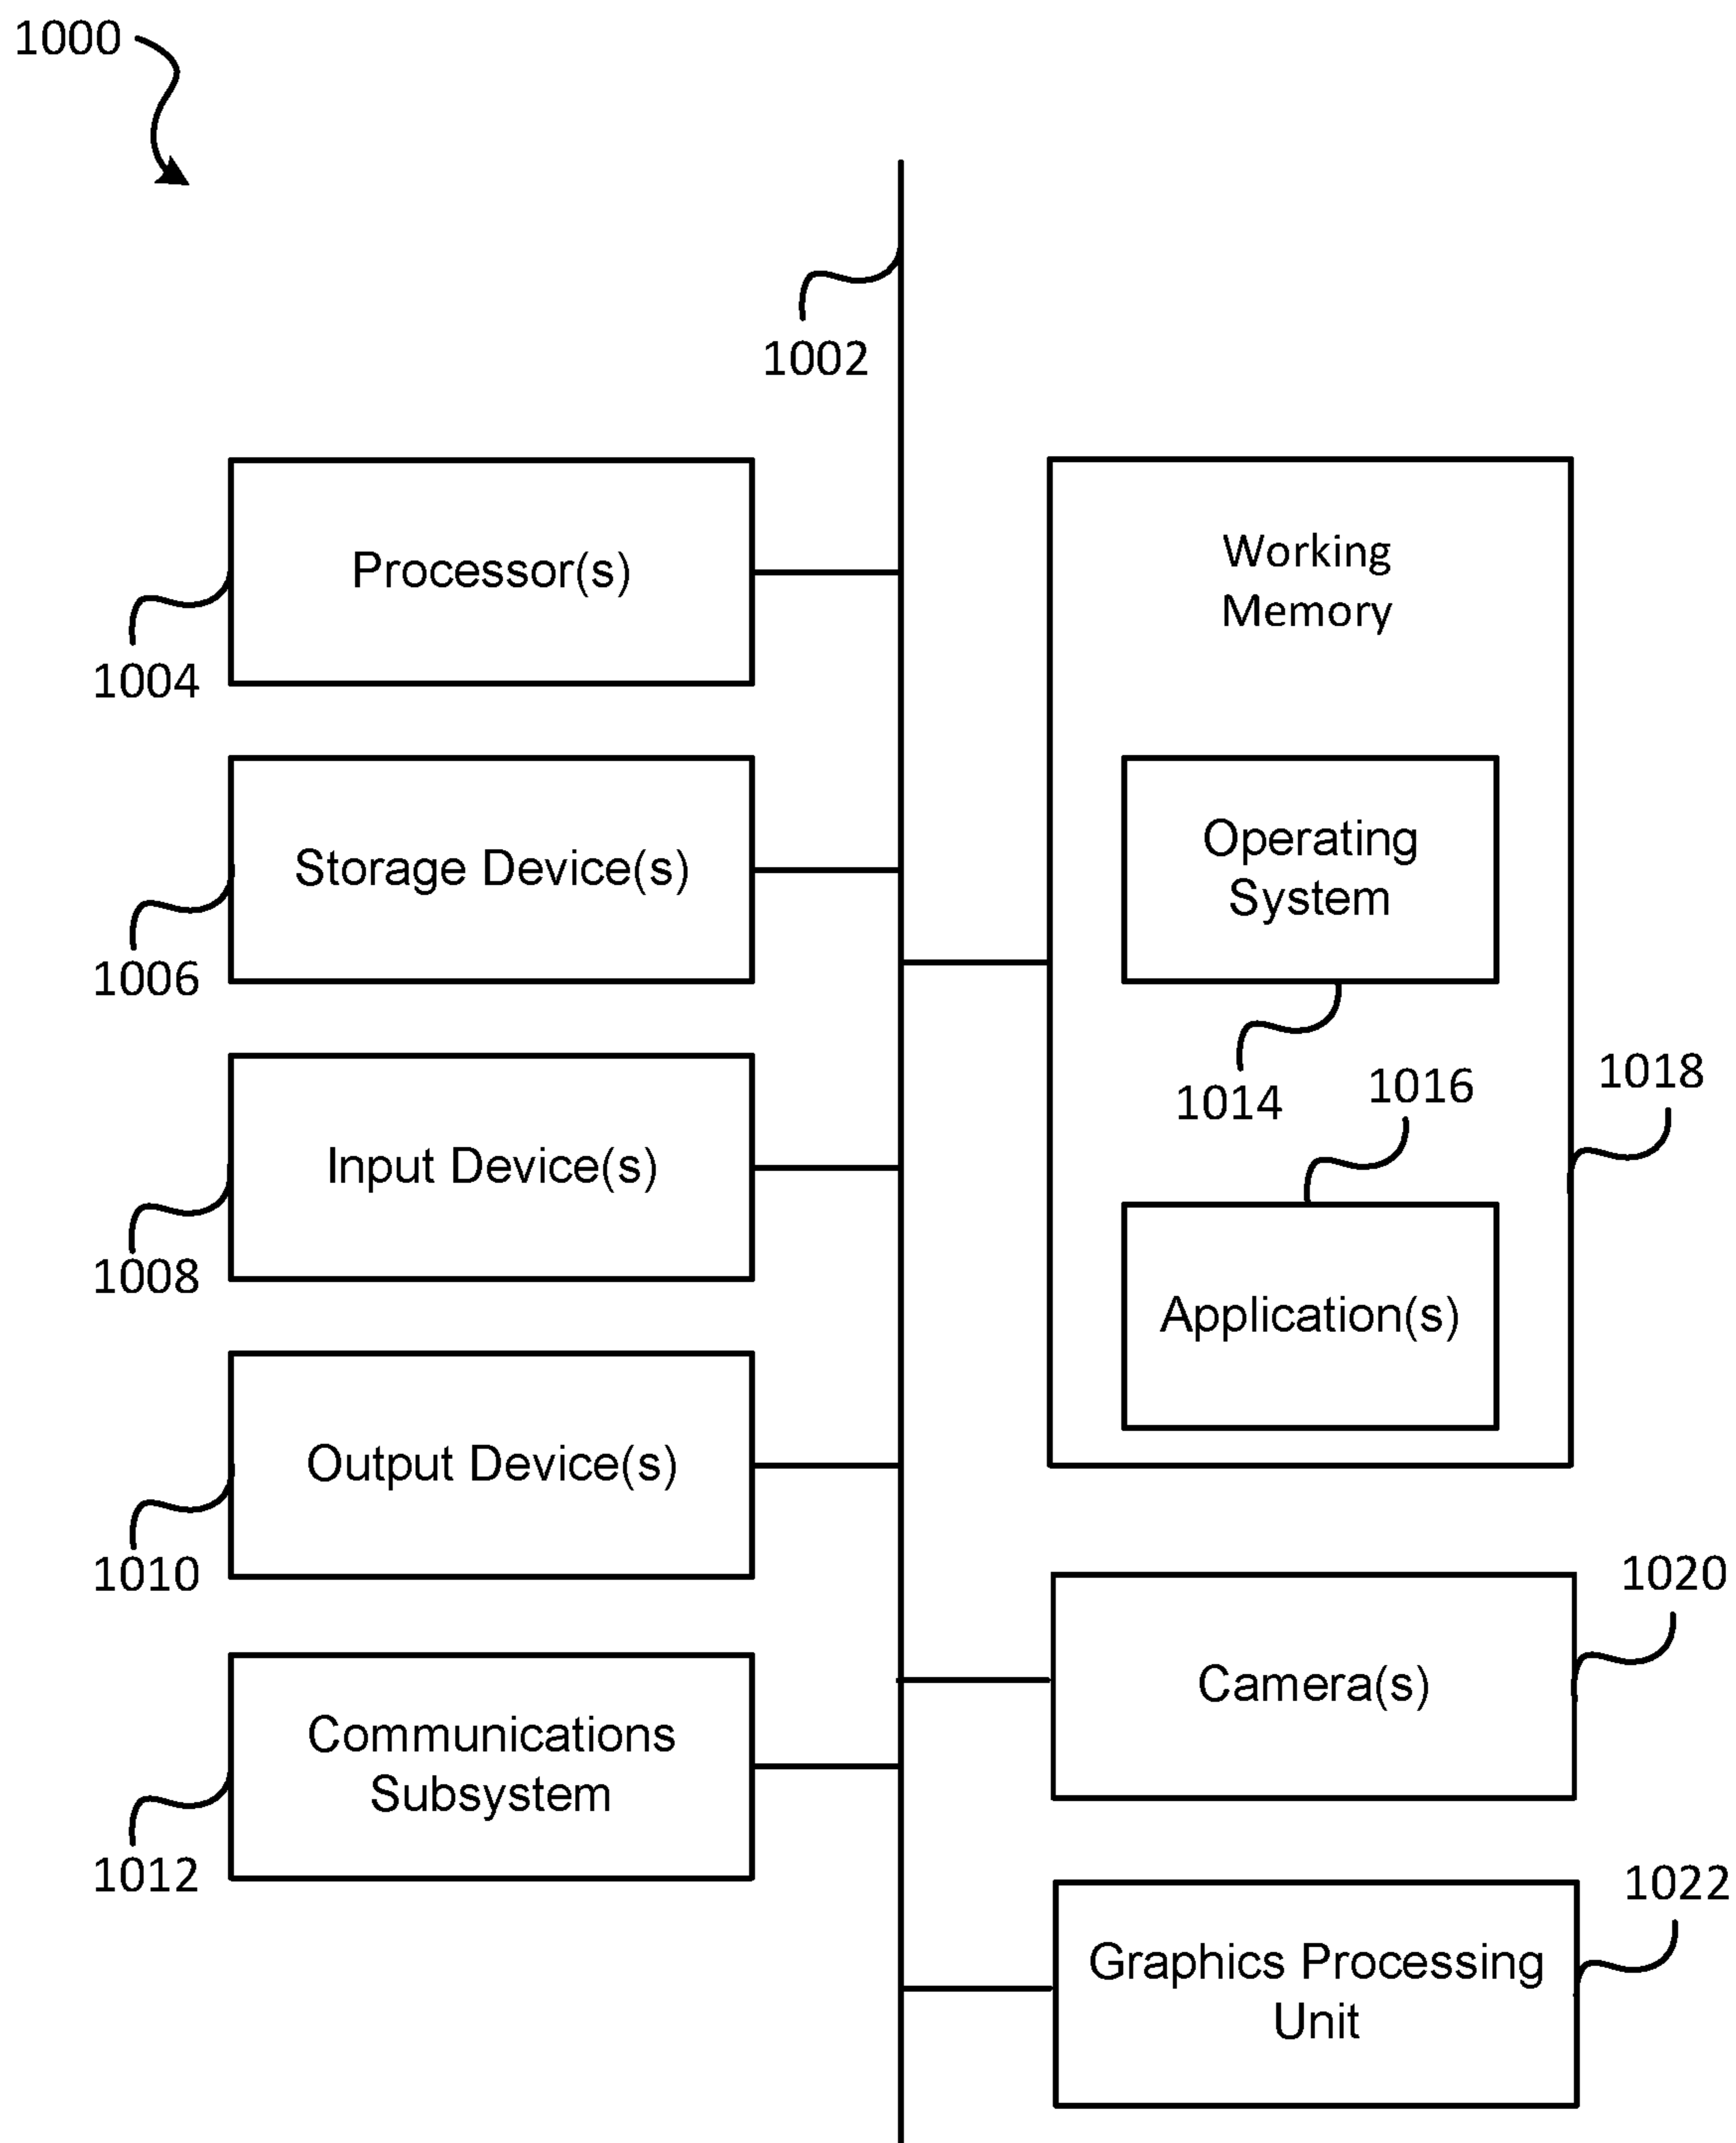 1000
1002
Processor(s)
1004
Storage Device(s)
1006
Input Device(s)
1008
Output Device(s)
1010
Communications
Subsystem
1012
Working
Memory
Operating
System
1014
1016
1018
Application(s)
1020
Camera(s)
1022
Graphics Processing
Unit